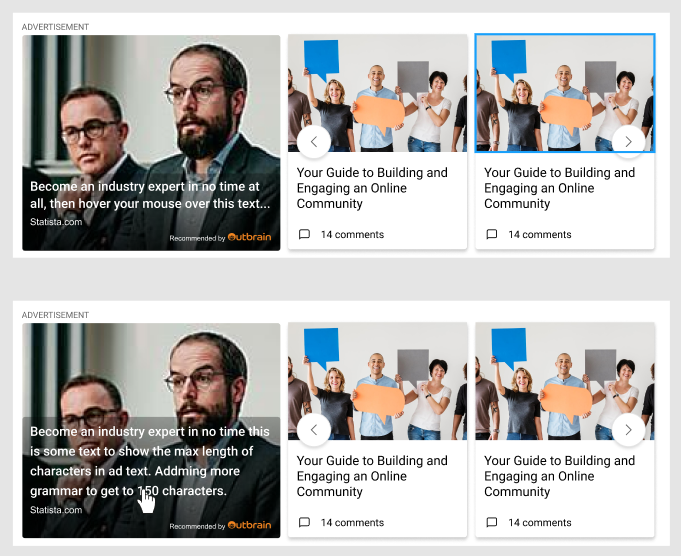 ADVERTISEMENT
Become an industry expert in no time at
all, then hover your mouse over this text...
Statista.com
Recommended by Outbrain
Your Guide to Building and
Engaging an Online
Community
14 comments
Your Guide to Building and
Engaging an Online
Community
14 comments
ADVERTISEMENT
Become an industry expert in no time this
is some text to show the max length of
characters in ad text. Addming more
grammar to get to 150 characters.
Statista.com
Recommended by Outbrain
Your Guide to Building and
Engaging an Online
Community
14 comments
Your Guide to Building and
Engaging an Online
Community
14 comments